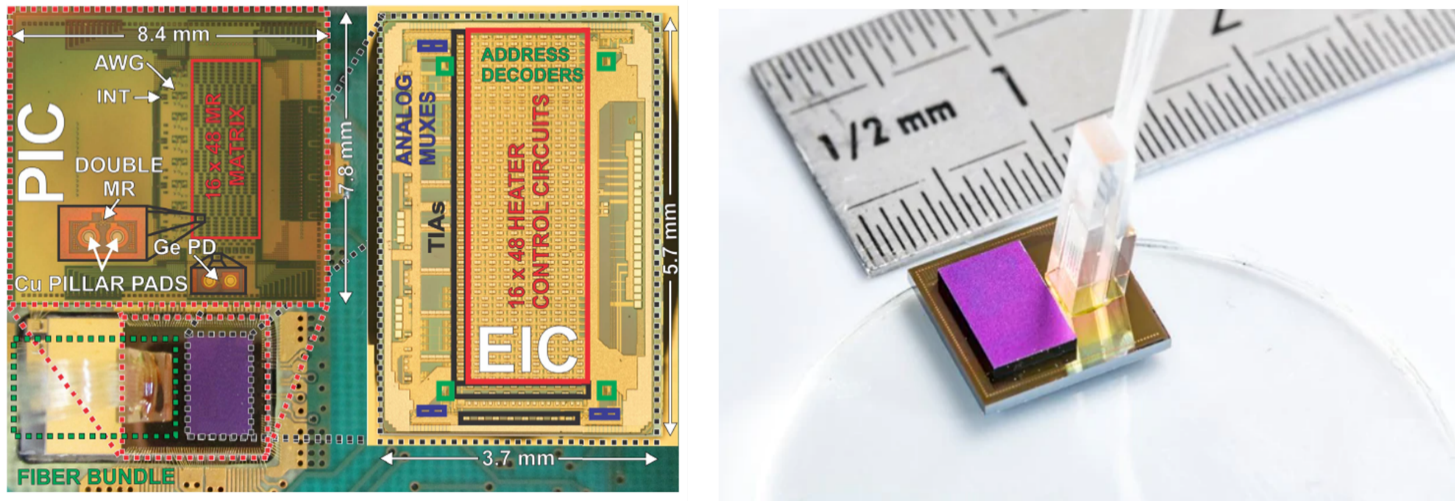 8.4 mm
AWG
INT
PIC
16 x 48 MR
MATRIX
7.8 mm
DOUBLE
MR
Ge PD
Cu PILLAR PADS
FIBER BUNDLE
ADDRESS
DECODERS
ANALOG
MUXES
TIAs
16 x 48 HEATER
CONTROL CIRCUITS
EIC
5.7 mm
3.7 mm
1/2 mm
1
2